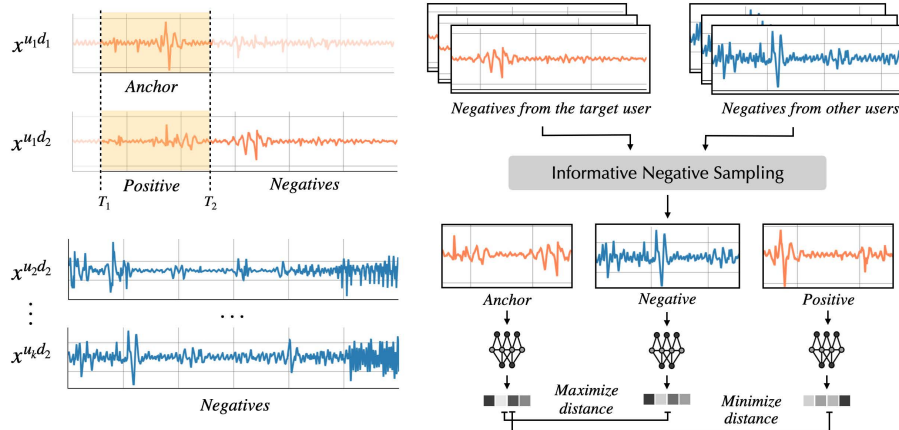 x^{u_1 d_1}
Anchor
x^{u_1 d_2}
Positive
Negatives
T_1
T_2
x^{u_2 d_2}
...
x^{u_k d_2}
Negatives
Negatives from the target user
Negatives from other users
Informative Negative Sampling
Anchor
Negative
Positive
Maximize
distance
Minimize
distance